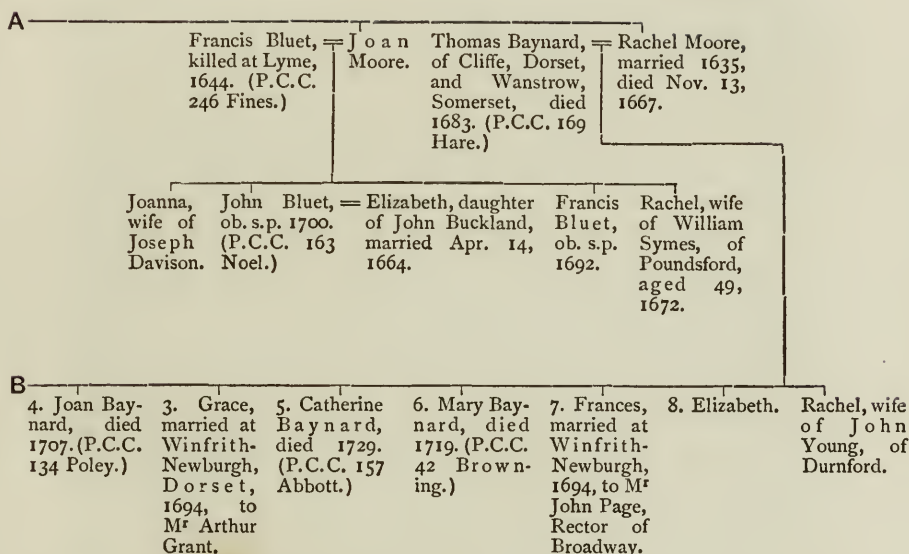 A
Francis Bluet,
killed at Lyme,
1644. (P.C.C.
246 Fines.)
Joan
Moore.
Thomas Baynard,
of Cliffe, Dorset,
and Wanstrow,
Somerset, died
1683. (P.C.C. 169
Hare.)
Rachel Moore,
married 1635,
died Nov. 13,
1667.
Joanna,
wife of
Joseph
Davison.
John Bluet,
ob. s.p. 1700.
(P.C.C. 163
Noel.)
= Elizabeth, daughter
of John Buckland,
married Apr. 14,
1664.
Francis
Bluet,
ob. s.p.
1692.
Rachel, wife
of William
Symes, of
Poundsford,
aged 49,
1672.
B
4. Joan Bay-
nard, died
1707. (P.C.C.
134 Poley.)
3. Grace,
married at
Winfrith-
Newburgh,
Dorset,
1694, to
Mr Arthur
Grant.
5. Catherine
Baynard,
died 1729.
(P.C.C. 157
Abbott.)
6. Mary Bay-
nard, died
1719. (P.C.C.
42 Brown-
ing.)
7. Frances,
married at
Winfrith-
Newburgh,
1694, to Mr
John Page,
Rector of
Broadway.
8. Elizabeth.
Rachel, wife
of John
Young, of
Durnford.